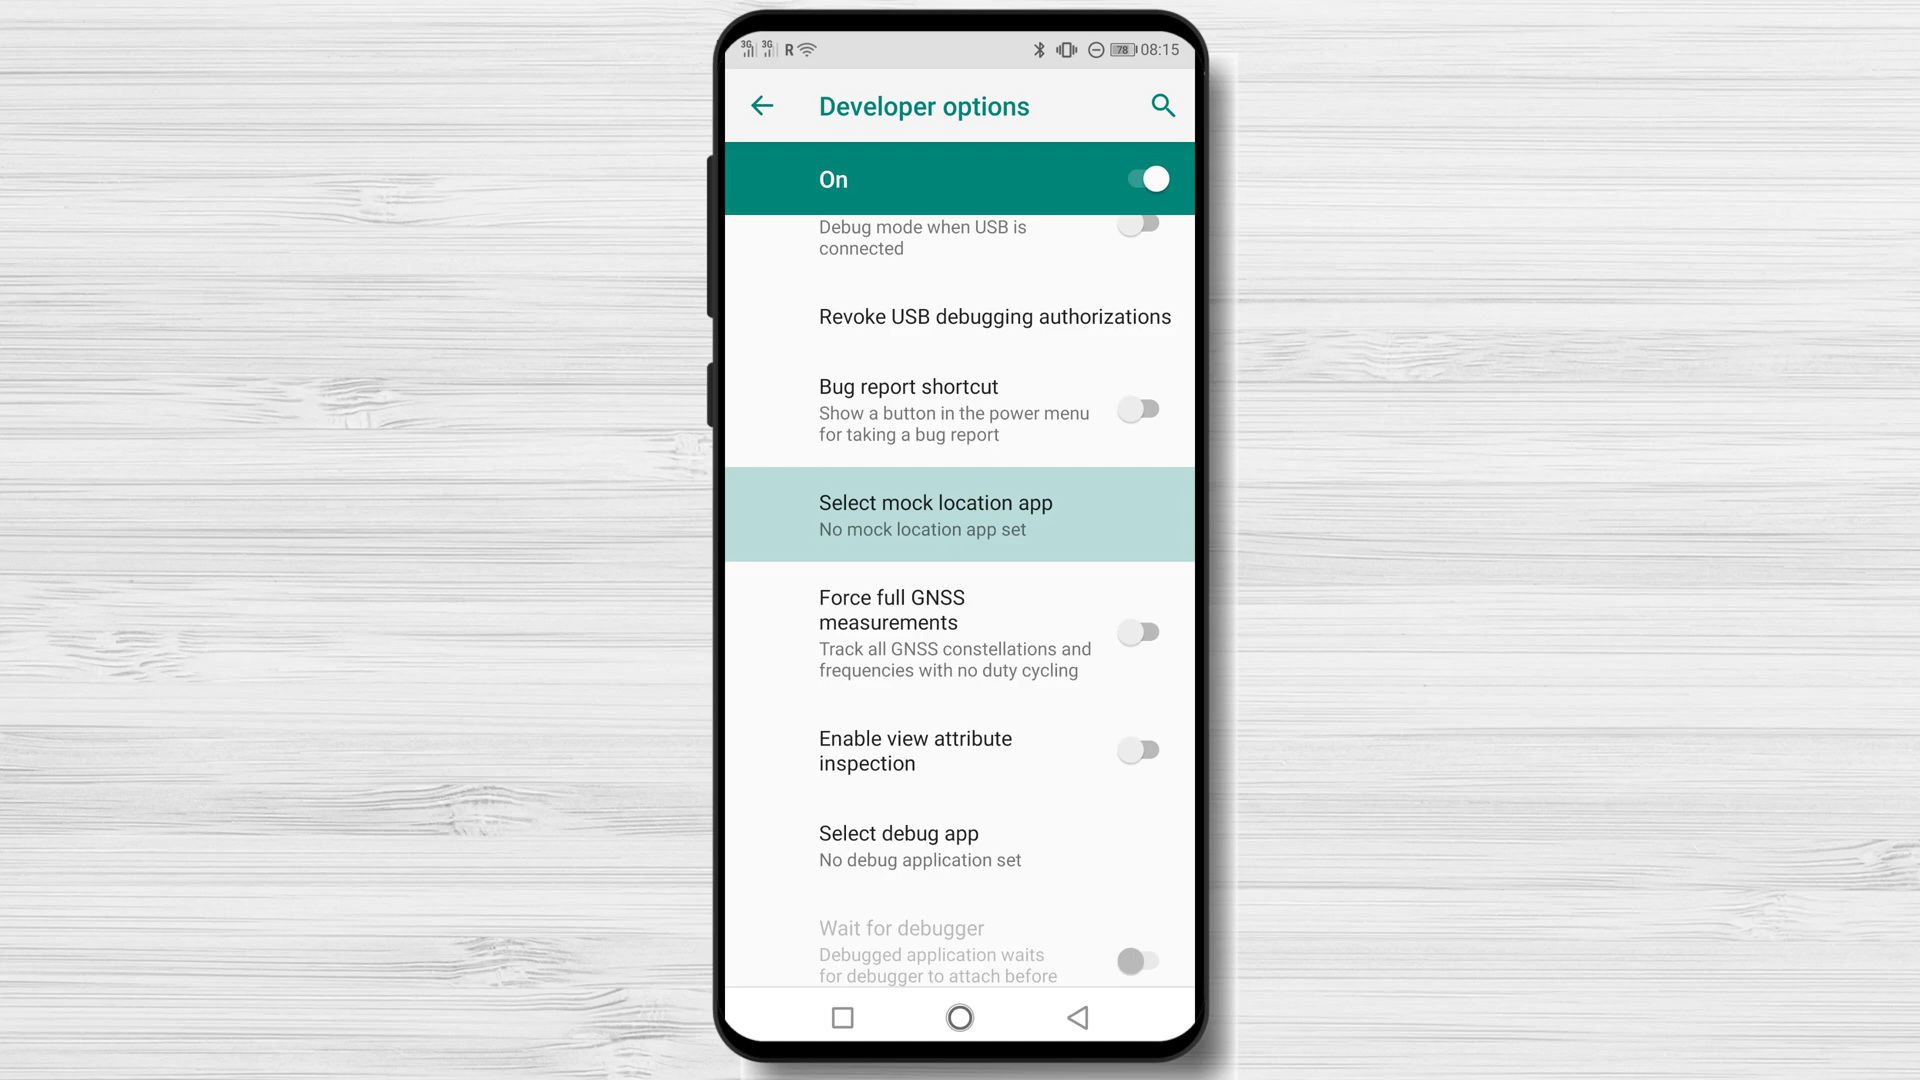 3G 3G R 78 08:15
Developer options
On
Debug mode when USB is
connected
Revoke USB debugging authorizations
Bug report shortcut
Show a button in the power menu
for taking a bug report
Select mock location app
No mock location app set
Force full GNSS
measurements
Track all GNSS constellations and
frequencies with no duty cycling
Enable view attribute
inspection
Select debug app
No debug application set
Wait for debugger
Debugged application waits
for debugger to attach before